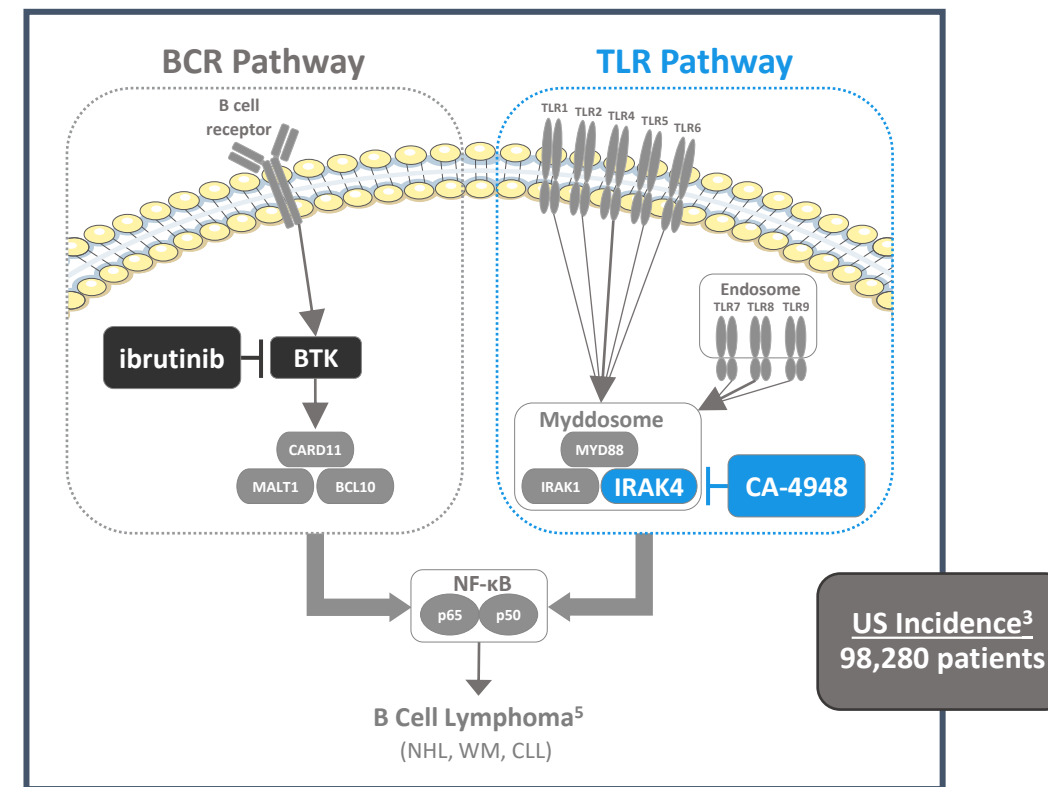 BCR Pathway
B cell
receptor
ibrutinib
BTK
CARD11
MALT1
BCL10
TLR Pathway
TLR1
TLR2
TLR4
TLR5
TLR6
Endosome
TLR7
TLR8
TLR9
Myddosome
MYD88
IRAK1
IRAK4
CA-4948
NF-κB
p65
p50
B Cell Lymphoma⁵
(NHL, WM, CLL)
US Incidence³
98,280 patients